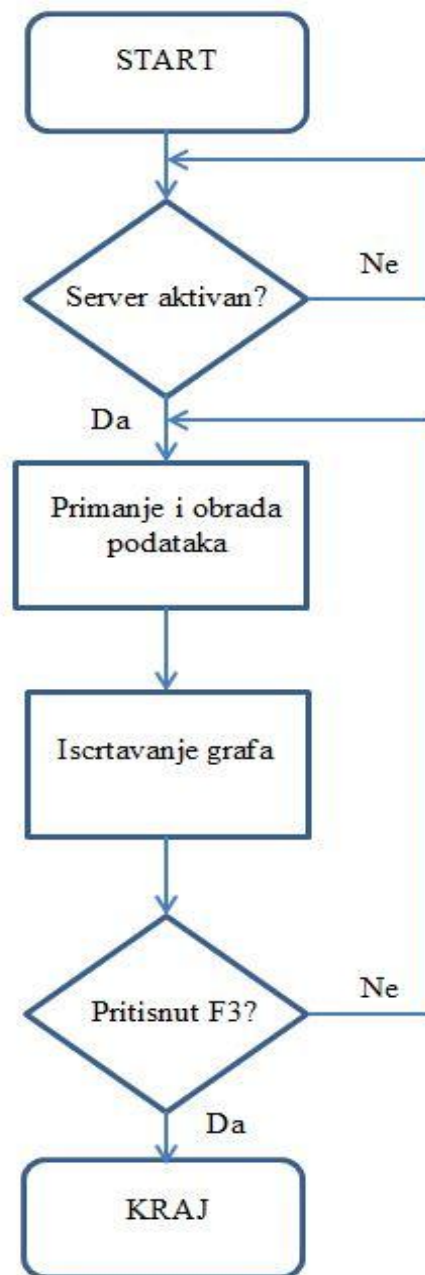 START
Ne
Server aktivan?
Da
Primanje i obrada
podataka
Iscrtavanje grafa
Ne
Pritisnut F3?
Da
KRAJ